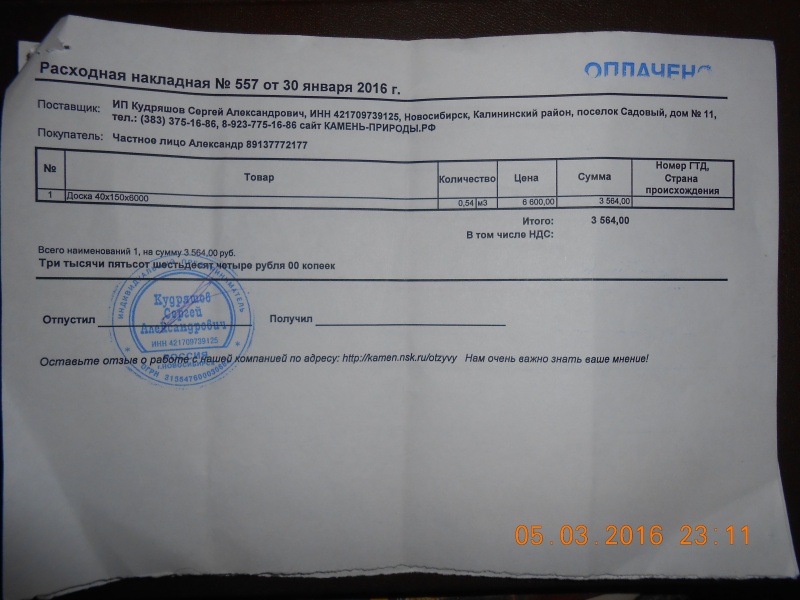 ОПЛАЧЕНО
Расходная накладная № 557 от 30 января 2016 г.
Поставщик: ИП Кудряшов Сергей Александрович, ИНН 421709739125, Новосибирск, Калининский район, поселок Садовый, дом № 11,
тел.: (383) 375-16-86, 8-923-775-16-86 сайт КАМЕНЬ-ПРИРОДЫ.РФ
Покупатель: Частное лицо Александр 89137772177
№ Товар Количество Цена Сумма Номер ГТД, Страна происхождения
1 Доска 40х150х6000 0,54 м3 6 600,00 3 564,00
Итого: 3 564,00
В том числе НДС:
Всего наименований 1, на сумму 3 564,00 руб.
Три тысячи пятьсот шестьдесят четыре рубля 00 копеек
ИНДИВИДУАЛЬНЫЙ ПРЕДПРИНИМАТЕЛЬ
Кудряшов
Сергей
Александрович
ИНН 421709739125
РОССИЯ
г.НОВОСИБИРСК
ОГРН
Отпустил Получил
Оставьте отзыв о работе с нашей компанией по адресу: http://kamen.nsk.ru/otzyvy Нам очень важно знать ваше мнение!
05.03.2016 23:11